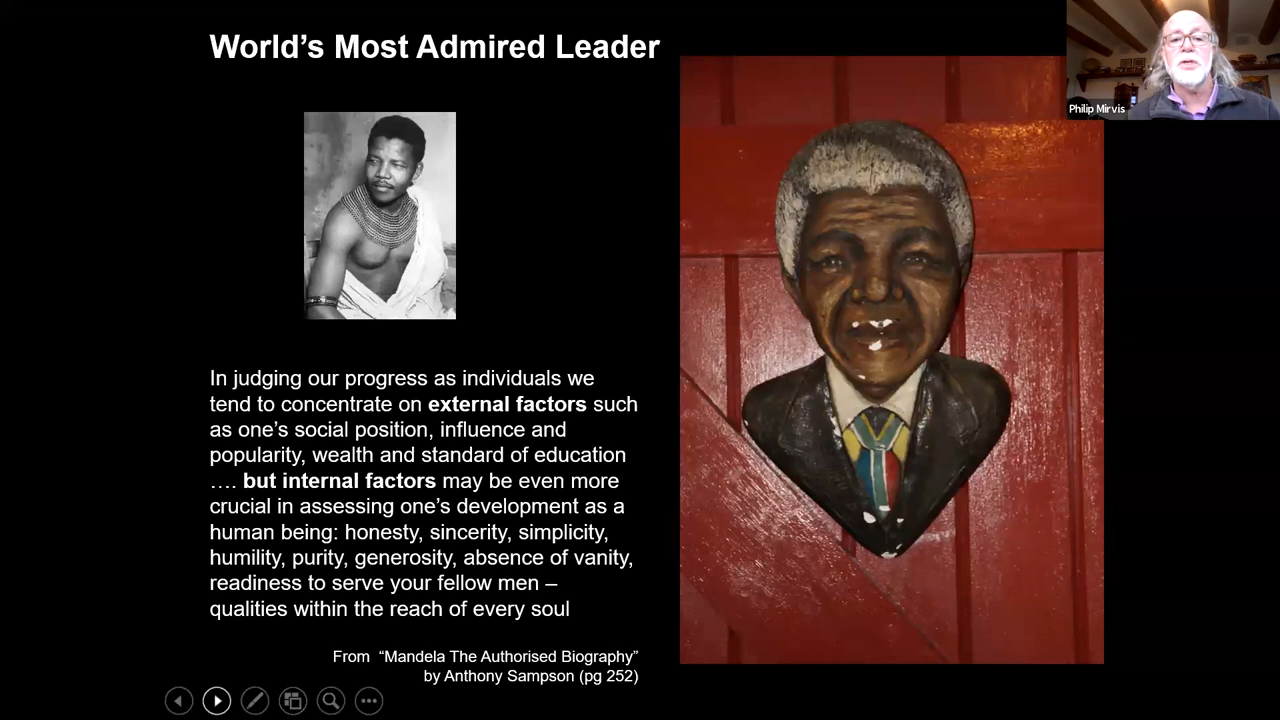 World’s Most Admired Leader
Philip Mirvis
In judging our progress as individuals we
tend to concentrate on external factors such
as one’s social position, influence and
popularity, wealth and standard of education
…. but internal factors may be even more
crucial in assessing one’s development as a
human being: honesty, sincerity, simplicity,
humility, purity, generosity, absence of vanity,
readiness to serve your fellow men –
qualities within the reach of every soul
From “Mandela The Authorised Biography”
by Anthony Sampson (pg 252)